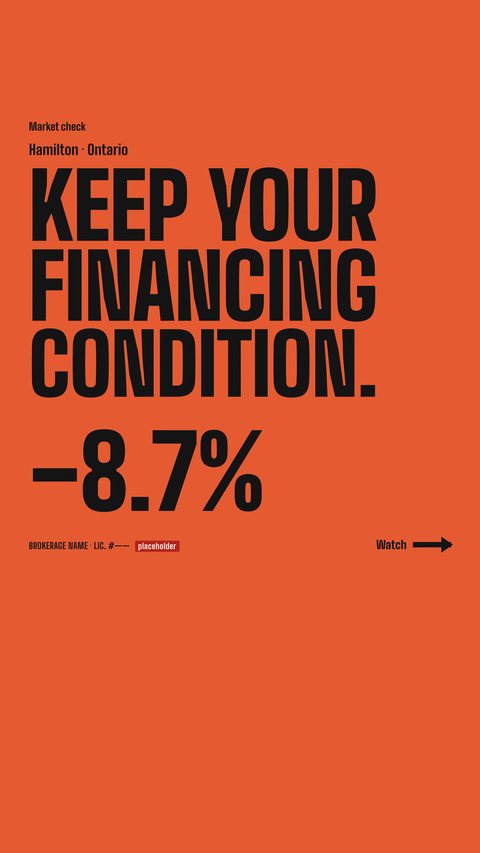 Market check
Hamilton · Ontario
KEEP YOUR
FINANCING
CONDITION.
–8.7%
BROKERAGE NAME · LIC. #—— placeholder
Watch